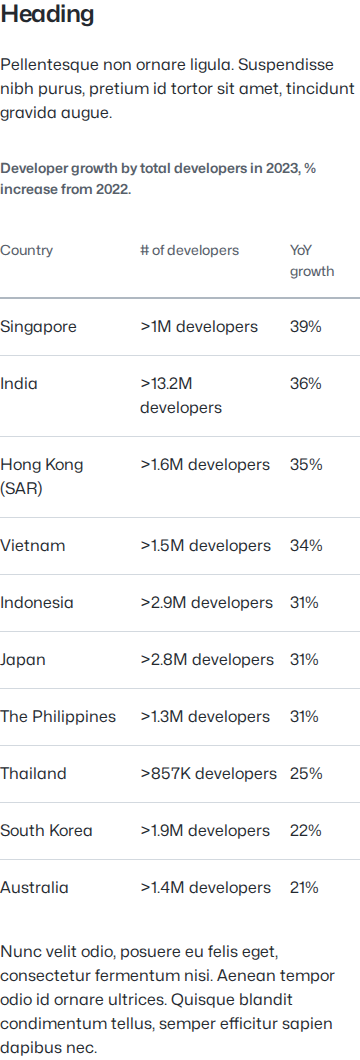 Heading
Pellentesque non ornare ligula. Suspendisse
nibh purus, pretium id tortor sit amet, tincidunt
gravida augue.
Developer growth by total developers in 2023, %
increase from 2022.
Country # of developers YoY
growth
Singapore >1M developers 39%
India >13.2M 36%
developers
Hong Kong >1.6M developers 35%
(SAR)
Vietnam >1.5M developers 34%
Indonesia >2.9M developers 31%
Japan >2.8M developers 31%
The Philippines >1.3M developers 31%
Thailand >857K developers 25%
South Korea >1.9M developers 22%
Australia >1.4M developers 21%
Nunc velit odio, posuere eu felis eget,
consectetur fermentum nisi. Aenean tempor
odio id ornare ultrices. Quisque blandit
condimentum tellus, semper efficitur sapien
dapibus nec.